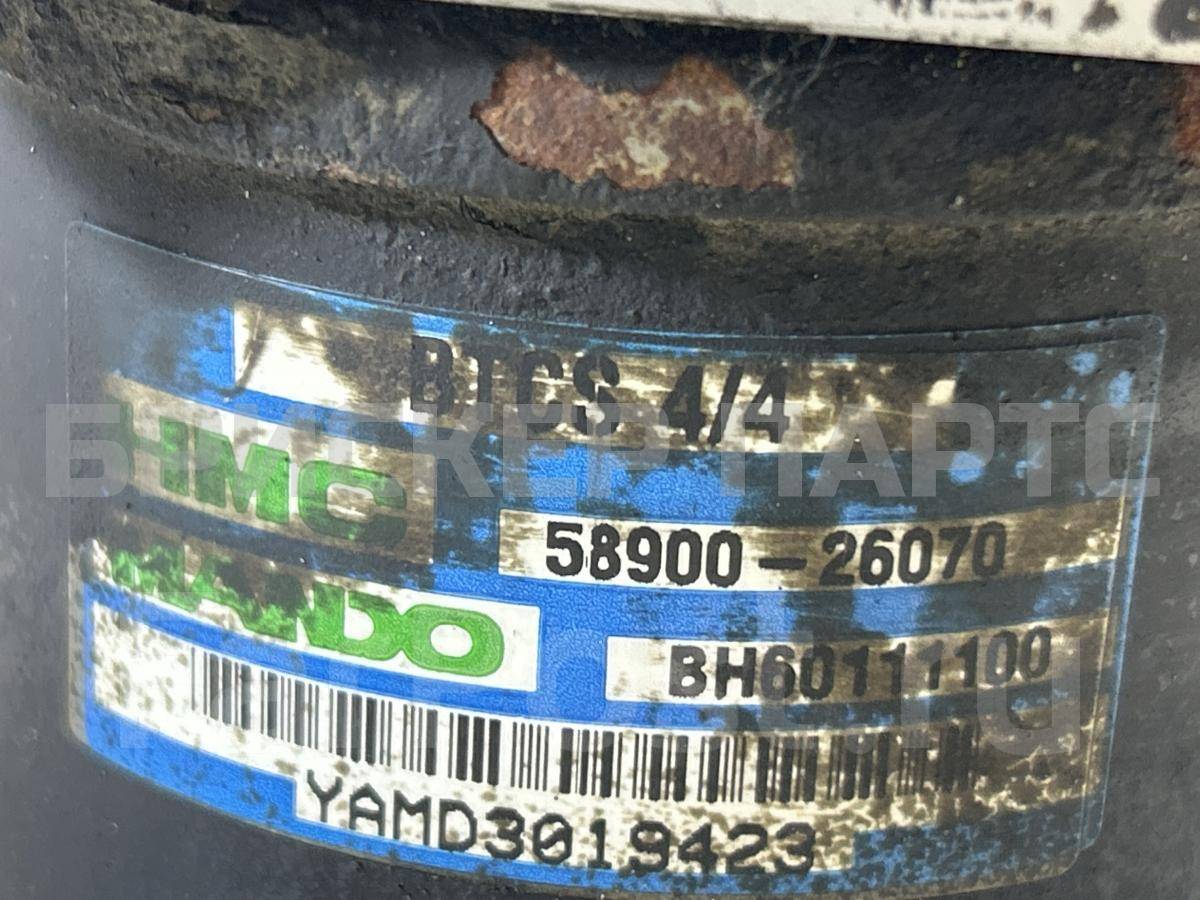 BTCS 4/4
HMC
58900-26070
MANDO
BH60111100
YAMD3019423